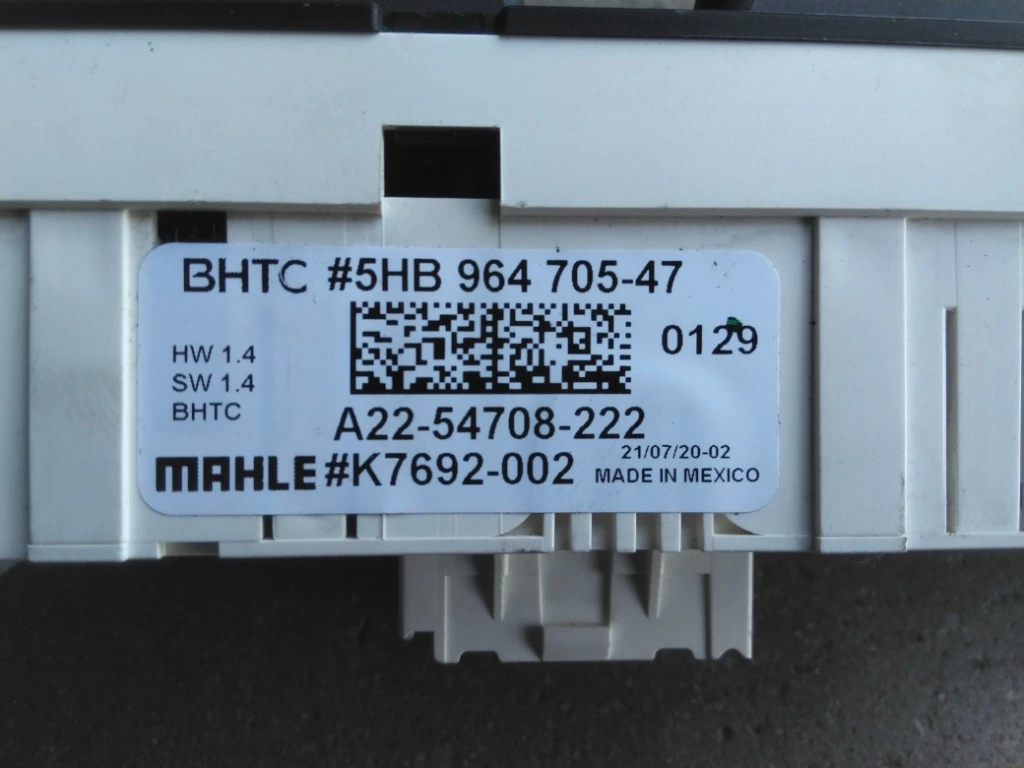 BHTC #5HB 964 705-47
0129
HW 1.4
SW 1.4
BHTC
A22-54708-222
MAHLE #K7692-002
21/07/20-02
MADE IN MEXICO